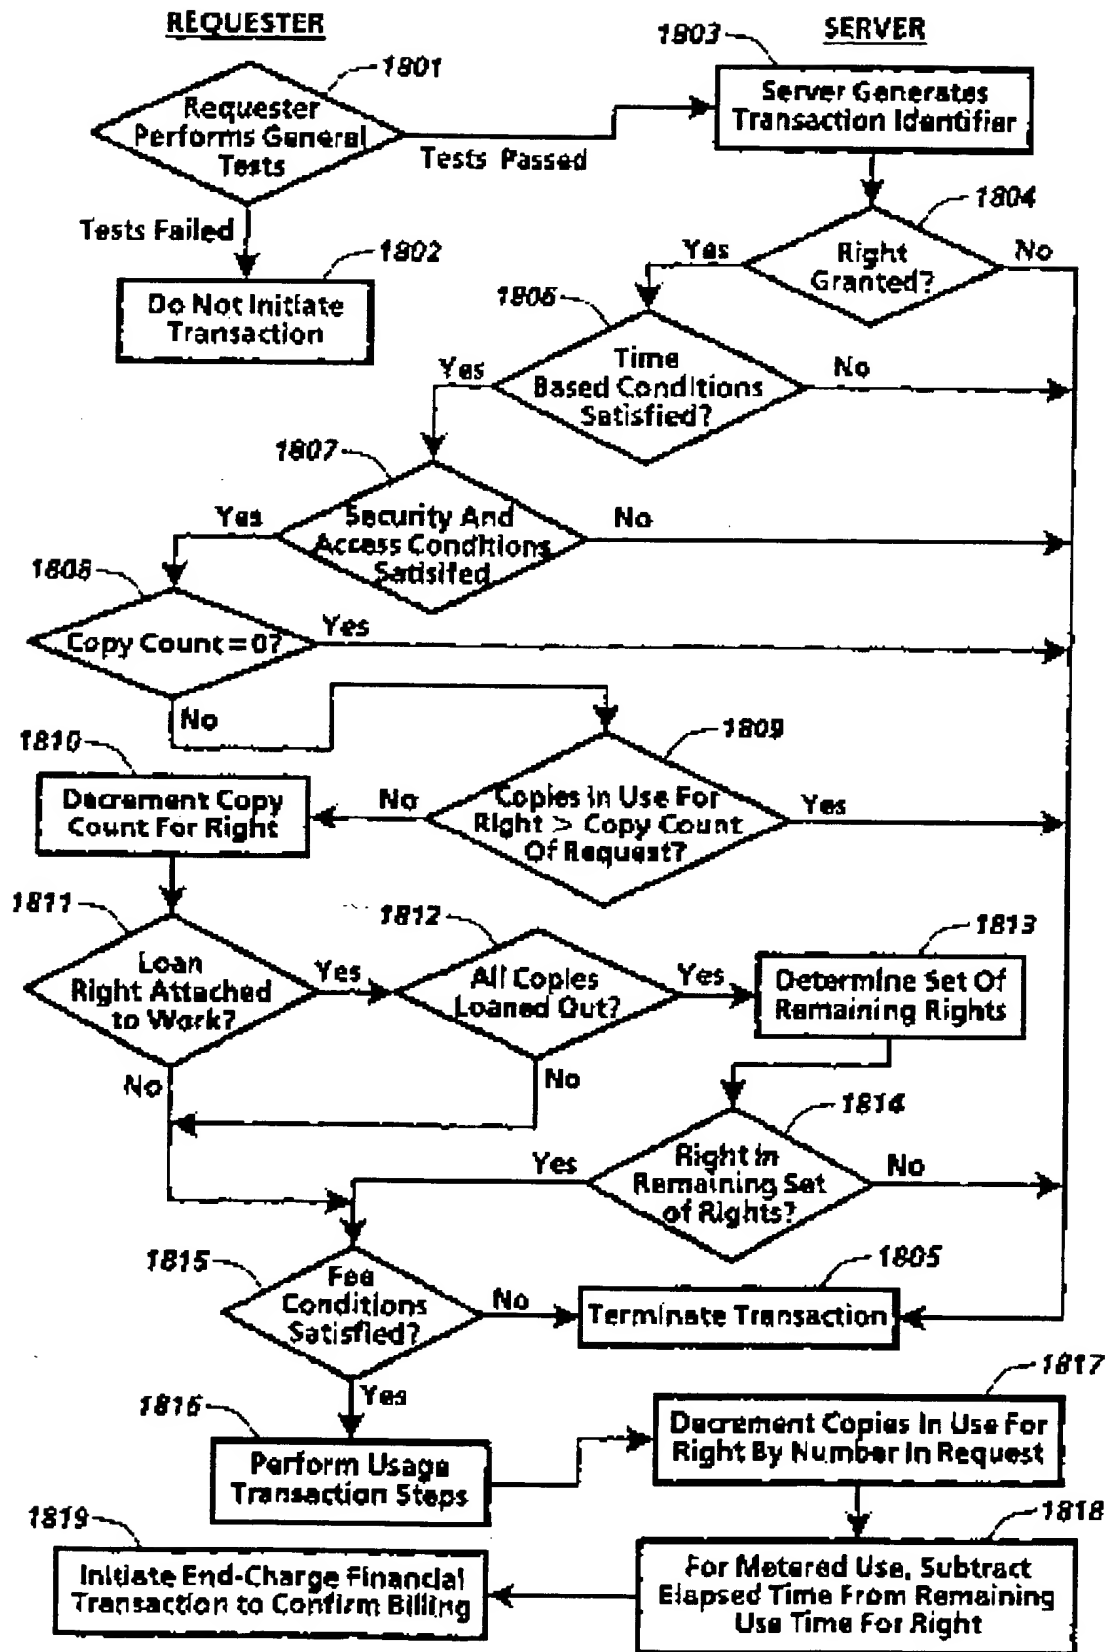 REQUESTER
SERVER
1801
1803
Requester
Performs General
Tests
Server Generates
Transaction Identifier
Tests Passed
Tests Failed
1802
1804
Do Not Initiate
Transaction
Yes
Right
Granted?
No
1806
Yes
Time
Based Conditions
Satisfied?
No
1807
Yes
Security And
Access Conditions
Satisifed
No
1808
Copy Count = 0?
Yes
No
1809
1810
Decrement Copy
Count For Right
No
Copies In Use For
Right > Copy Count
Of Request?
Yes
1811
1812
1813
Loan
Right Attached
to Work?
Yes
All Copies
Loaned Out?
Yes
Determine Set Of
Remaining Rights
No
No
1814
Yes
Right in
Remaining Set
of Rights?
No
1815
1805
Fee
Conditions
Satisfied?
No
Terminate Transaction
Yes
1816
1817
Perform Usage
Transaction Steps
Decrement Copies In Use For
Right By Number In Request
1819
1818
Initiate End-Charge Financial
Transaction to Confirm Billing
For Metered Use, Subtract
Elapsed Time From Remaining
Use Time For Right